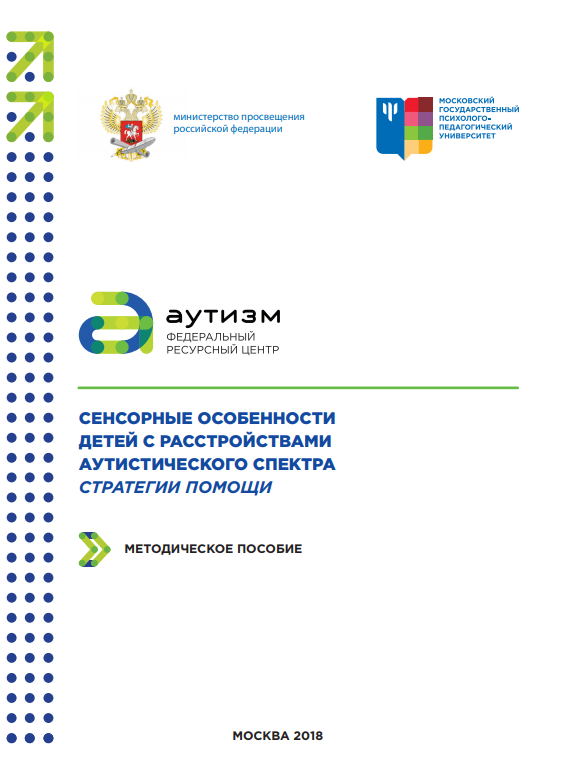 министерство просвещения
российской федерации
МОСКОВСКИЙ
ГОСУДАРСТВЕННЫЙ
ПСИХОЛОГО-
ПЕДАГОГИЧЕСКИЙ
УНИВЕРСИТЕТ
аутизм
ФЕДЕРАЛЬНЫЙ
РЕСУРСНЫЙ ЦЕНТР
СЕНСОРНЫЕ ОСОБЕННОСТИ
ДЕТЕЙ С РАССТРОЙСТВАМИ
АУТИСТИЧЕСКОГО СПЕКТРА
СТРАТЕГИИ ПОМОЩИ
МЕТОДИЧЕСКОЕ ПОСОБИЕ
МОСКВА 2018